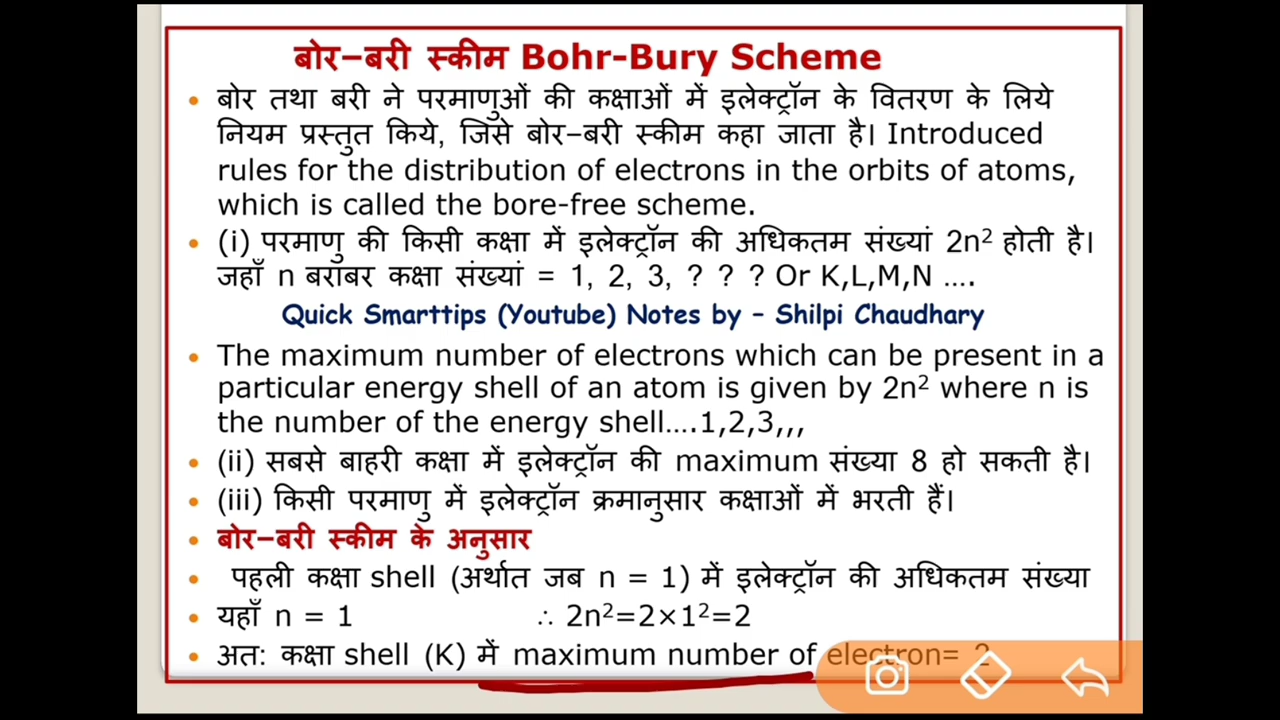 बोर–बरी स्कीम Bohr-Bury Scheme
• बोर तथा बरी ने परमाणुओं की कक्षाओं में इलेक्ट्रॉन के वितरण के लिये
नियम प्रस्तुत किये, जिसे बोर–बरी स्कीम कहा जाता है। Introduced
rules for the distribution of electrons in the orbits of atoms,
which is called the bore-free scheme.
• (i) परमाणु की किसी कक्षा में इलेक्ट्रॉन की अधिकतम संख्यां 2n² होती है।
जहाँ n बराबर कक्षा संख्यां = 1, 2, 3, ? ? ? Or K,L,M,N ....
Quick Smarttips (Youtube) Notes by – Shilpi Chaudhary
• The maximum number of electrons which can be present in a
particular energy shell of an atom is given by 2n² where n is
the number of the energy shell....1,2,3,,,
• (ii) सबसे बाहरी कक्षा में इलेक्ट्रॉन की maximum संख्या 8 हो सकती है।
• (iii) किसी परमाणु में इलेक्ट्रॉन क्रमानुसार कक्षाओं में भरती हैं।
• बोर–बरी स्कीम के अनुसार
• पहली कक्षा shell (अर्थात जब n = 1) में इलेक्ट्रॉन की अधिकतम संख्या
• यहाँ n = 1 ∴ 2n²=2×1²=2
• अत: कक्षा shell (K) में maximum number of electron= 2